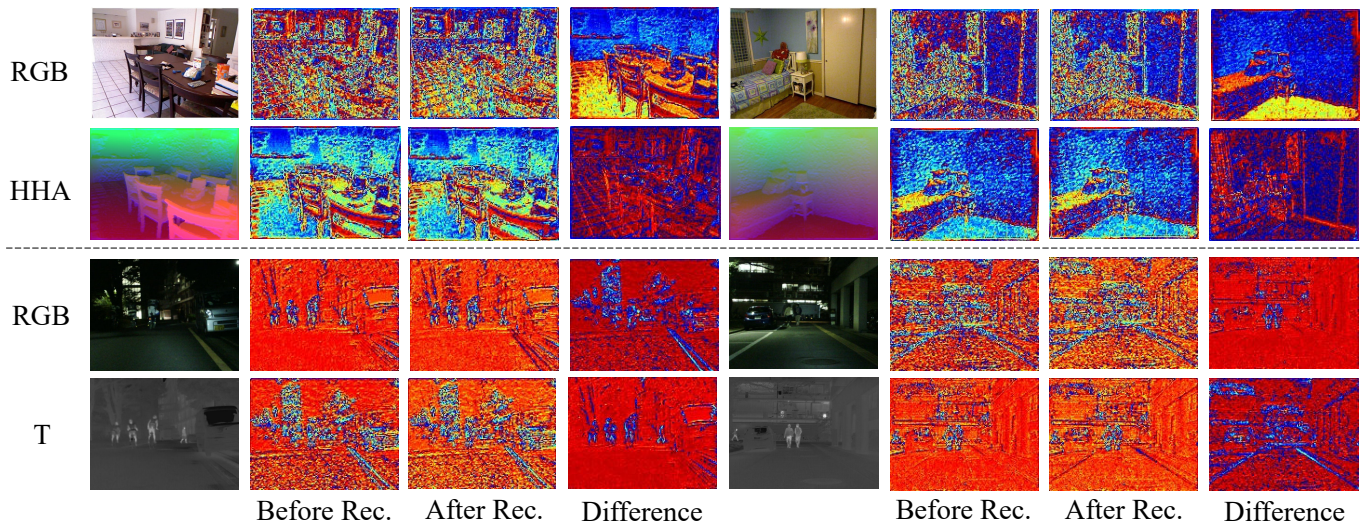 RGB
HHA
RGB
T
Before Rec. After Rec. Difference Before Rec. After Rec. Difference